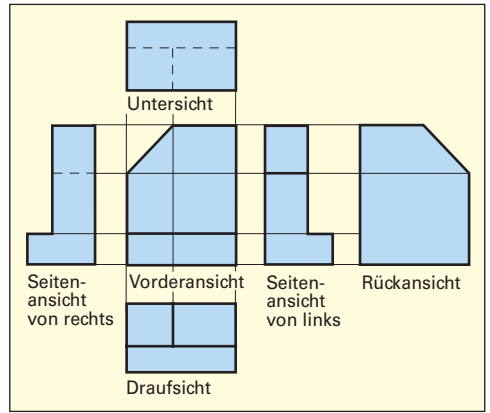 Untersicht
Seiten-
ansicht
von rechts
Vorderansicht
Seiten-
ansicht
von links
Rückansicht
Draufsicht